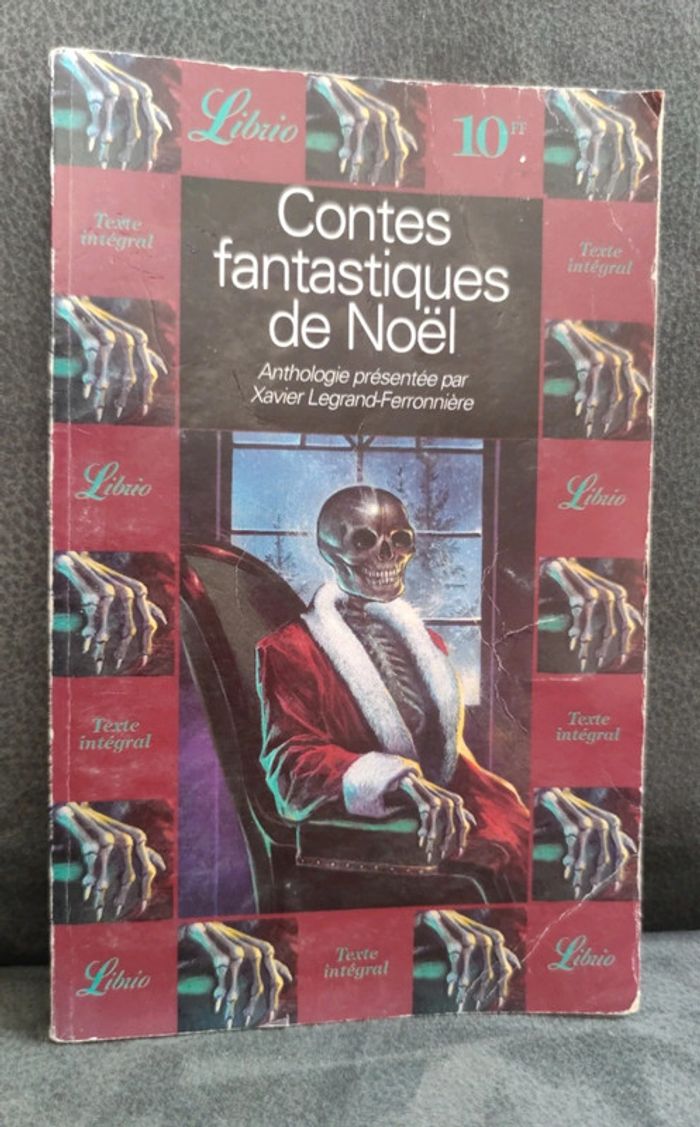 Librio
10FF
Texte
intégral
Contes
fantastiques
de Noël
Texte
intégral
Anthologie présentée par
Xavier Legrand-Ferronnière
Librio
Librio
Texte
intégral
Texte
intégral
Librio
Texte
intégral
Librio